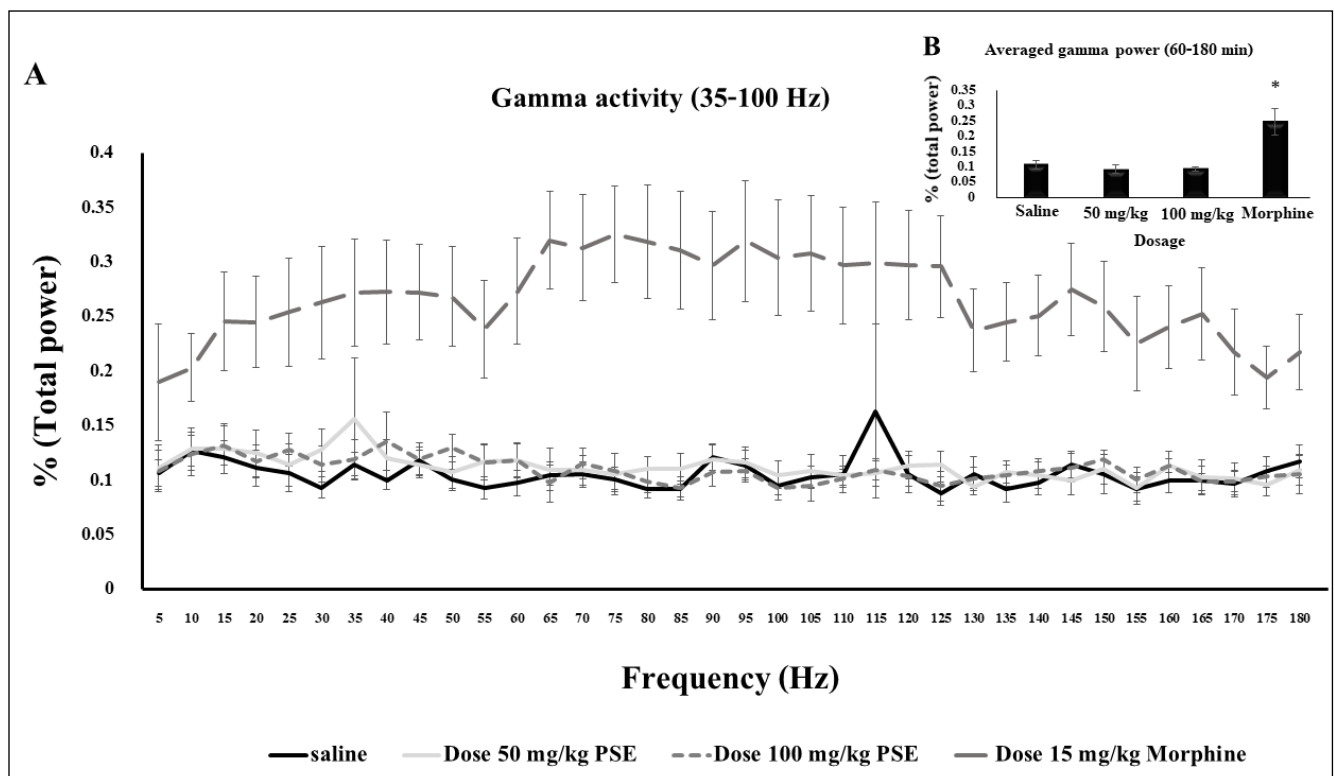 A
Gamma activity (35-100 Hz)
B
Averaged gamma power (60-180 min)
% (total power)
0.35
0.3
0.25
0.2
0.15
0.1
0.05
0
*
Saline 50 mg/kg 100 mg/kg Morphine
Dosage
% (Total power)
0.4
0.35
0.3
0.25
0.2
0.15
0.1
0.05
0
5 10 15 20 25 30 35 40 45 50 55 60 65 70 75 80 85 90 95 100 105 110 115 120 125 130 135 140 145 150 155 160 165 170 175 180
Frequency (Hz)
saline Dose 50 mg/kg PSE Dose 100 mg/kg PSE Dose 15 mg/kg Morphine